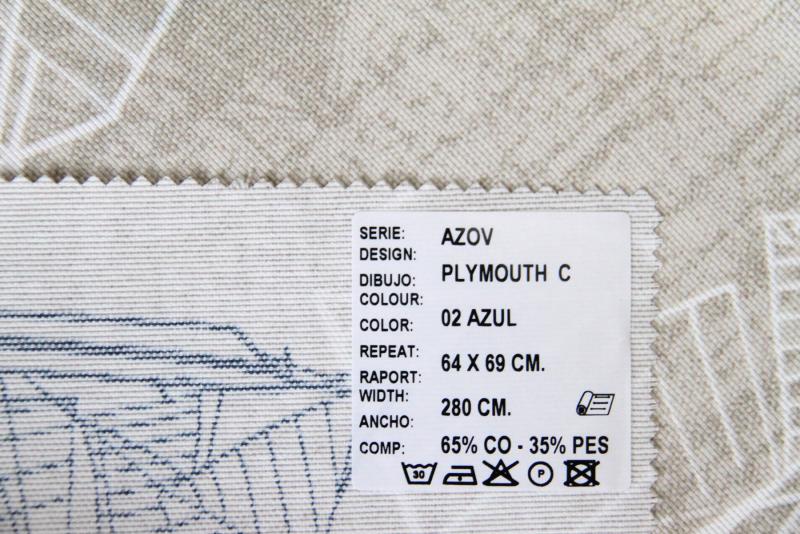 SERIE: AZOV
DESIGN:
DIBUJO: PLYMOUTH C
COLOUR:
COLOR: 02 AZUL
REPEAT: 64 X 69 CM.
RAPORT:
WIDTH: 280 CM.
ANCHO:
COMP: 65% CO - 35% PES
30 P